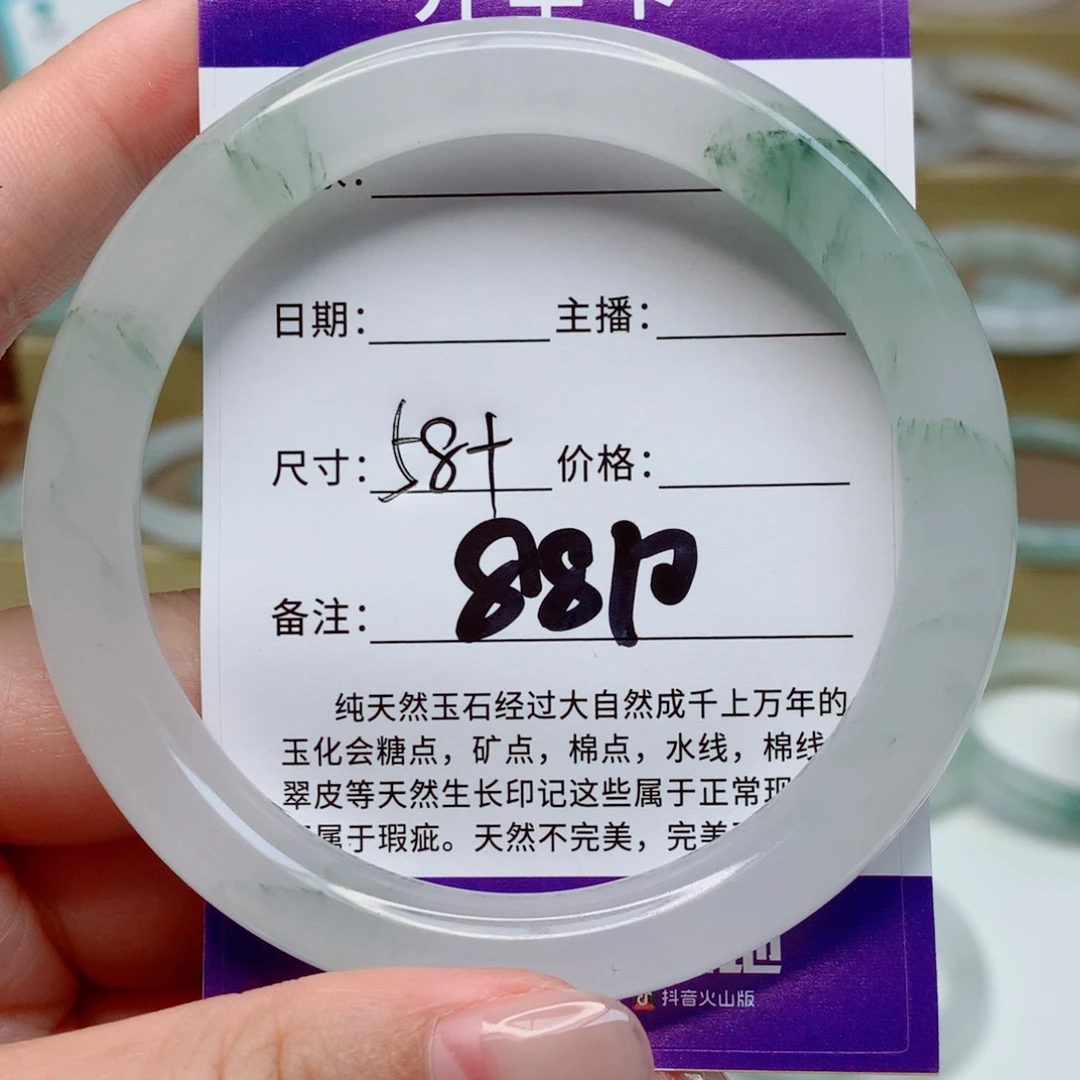 日期： 主播：
尺寸：58+ 价格：
备注：
纯天然玉石经过大自然成千上万年的
玉化会糖点，矿点，棉点，水线，棉线
翠皮等天然生长印记这些属于正常现
属于瑕疵。天然不完美，完美
抖音火山版